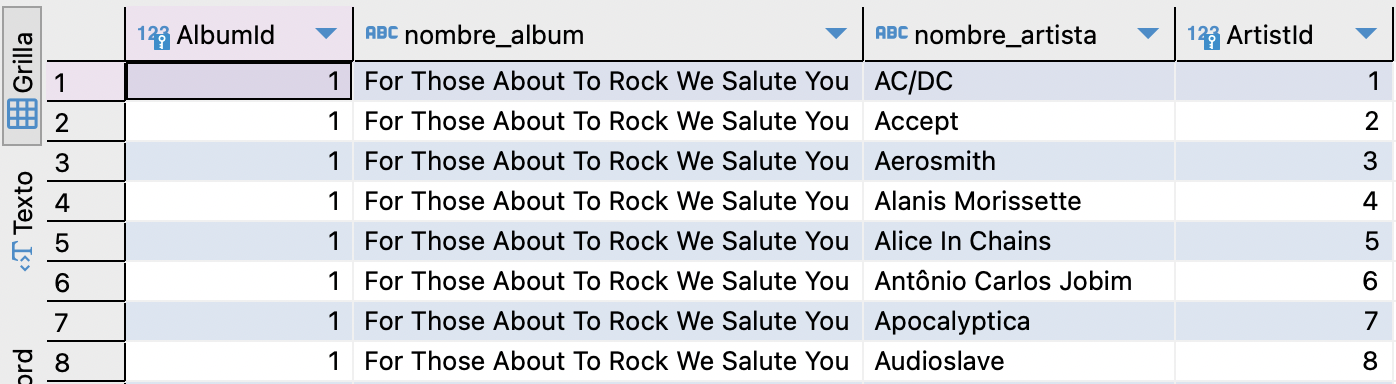 123 AlbumId ABC nombre_album ABC nombre_artista 123 ArtistId
1 1 For Those About To Rock We Salute You AC/DC 1
2 1 For Those About To Rock We Salute You Accept 2
3 1 For Those About To Rock We Salute You Aerosmith 3
4 1 For Those About To Rock We Salute You Alanis Morissette 4
5 1 For Those About To Rock We Salute You Alice In Chains 5
6 1 For Those About To Rock We Salute You Antônio Carlos Jobim 6
7 1 For Those About To Rock We Salute You Apocalyptica 7
8 1 For Those About To Rock We Salute You Audioslave 8
Grilla
Texto
ord